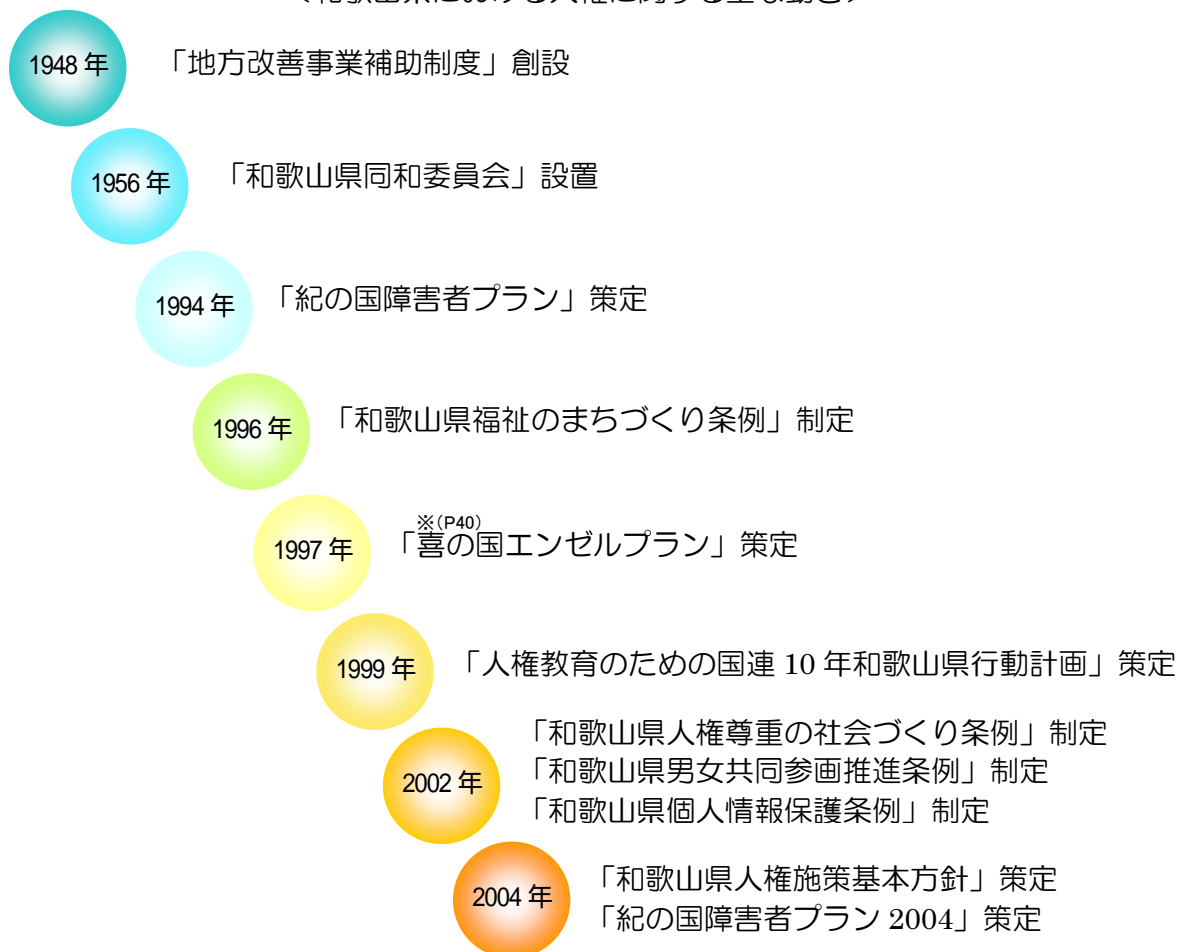 1948 年 「地方改善事業補助制度」創設
1956 年 「和歌山県同和委員会」設置
1994 年 「紀の国障害者プラン」策定
1996 年 「和歌山県福祉のまちづくり条例」制定
※(P40)
1997 年 「喜の国エンゼルプラン」策定
1999 年 「人権教育のための国連 10 年和歌山県行動計画」策定
「和歌山県人権尊重の社会づくり条例」制定
2002 年 「和歌山県男女共同参画推進条例」制定
「和歌山県個人情報保護条例」制定
2004 年 「和歌山県人権施策基本方針」策定
「紀の国障害者プラン 2004」策定